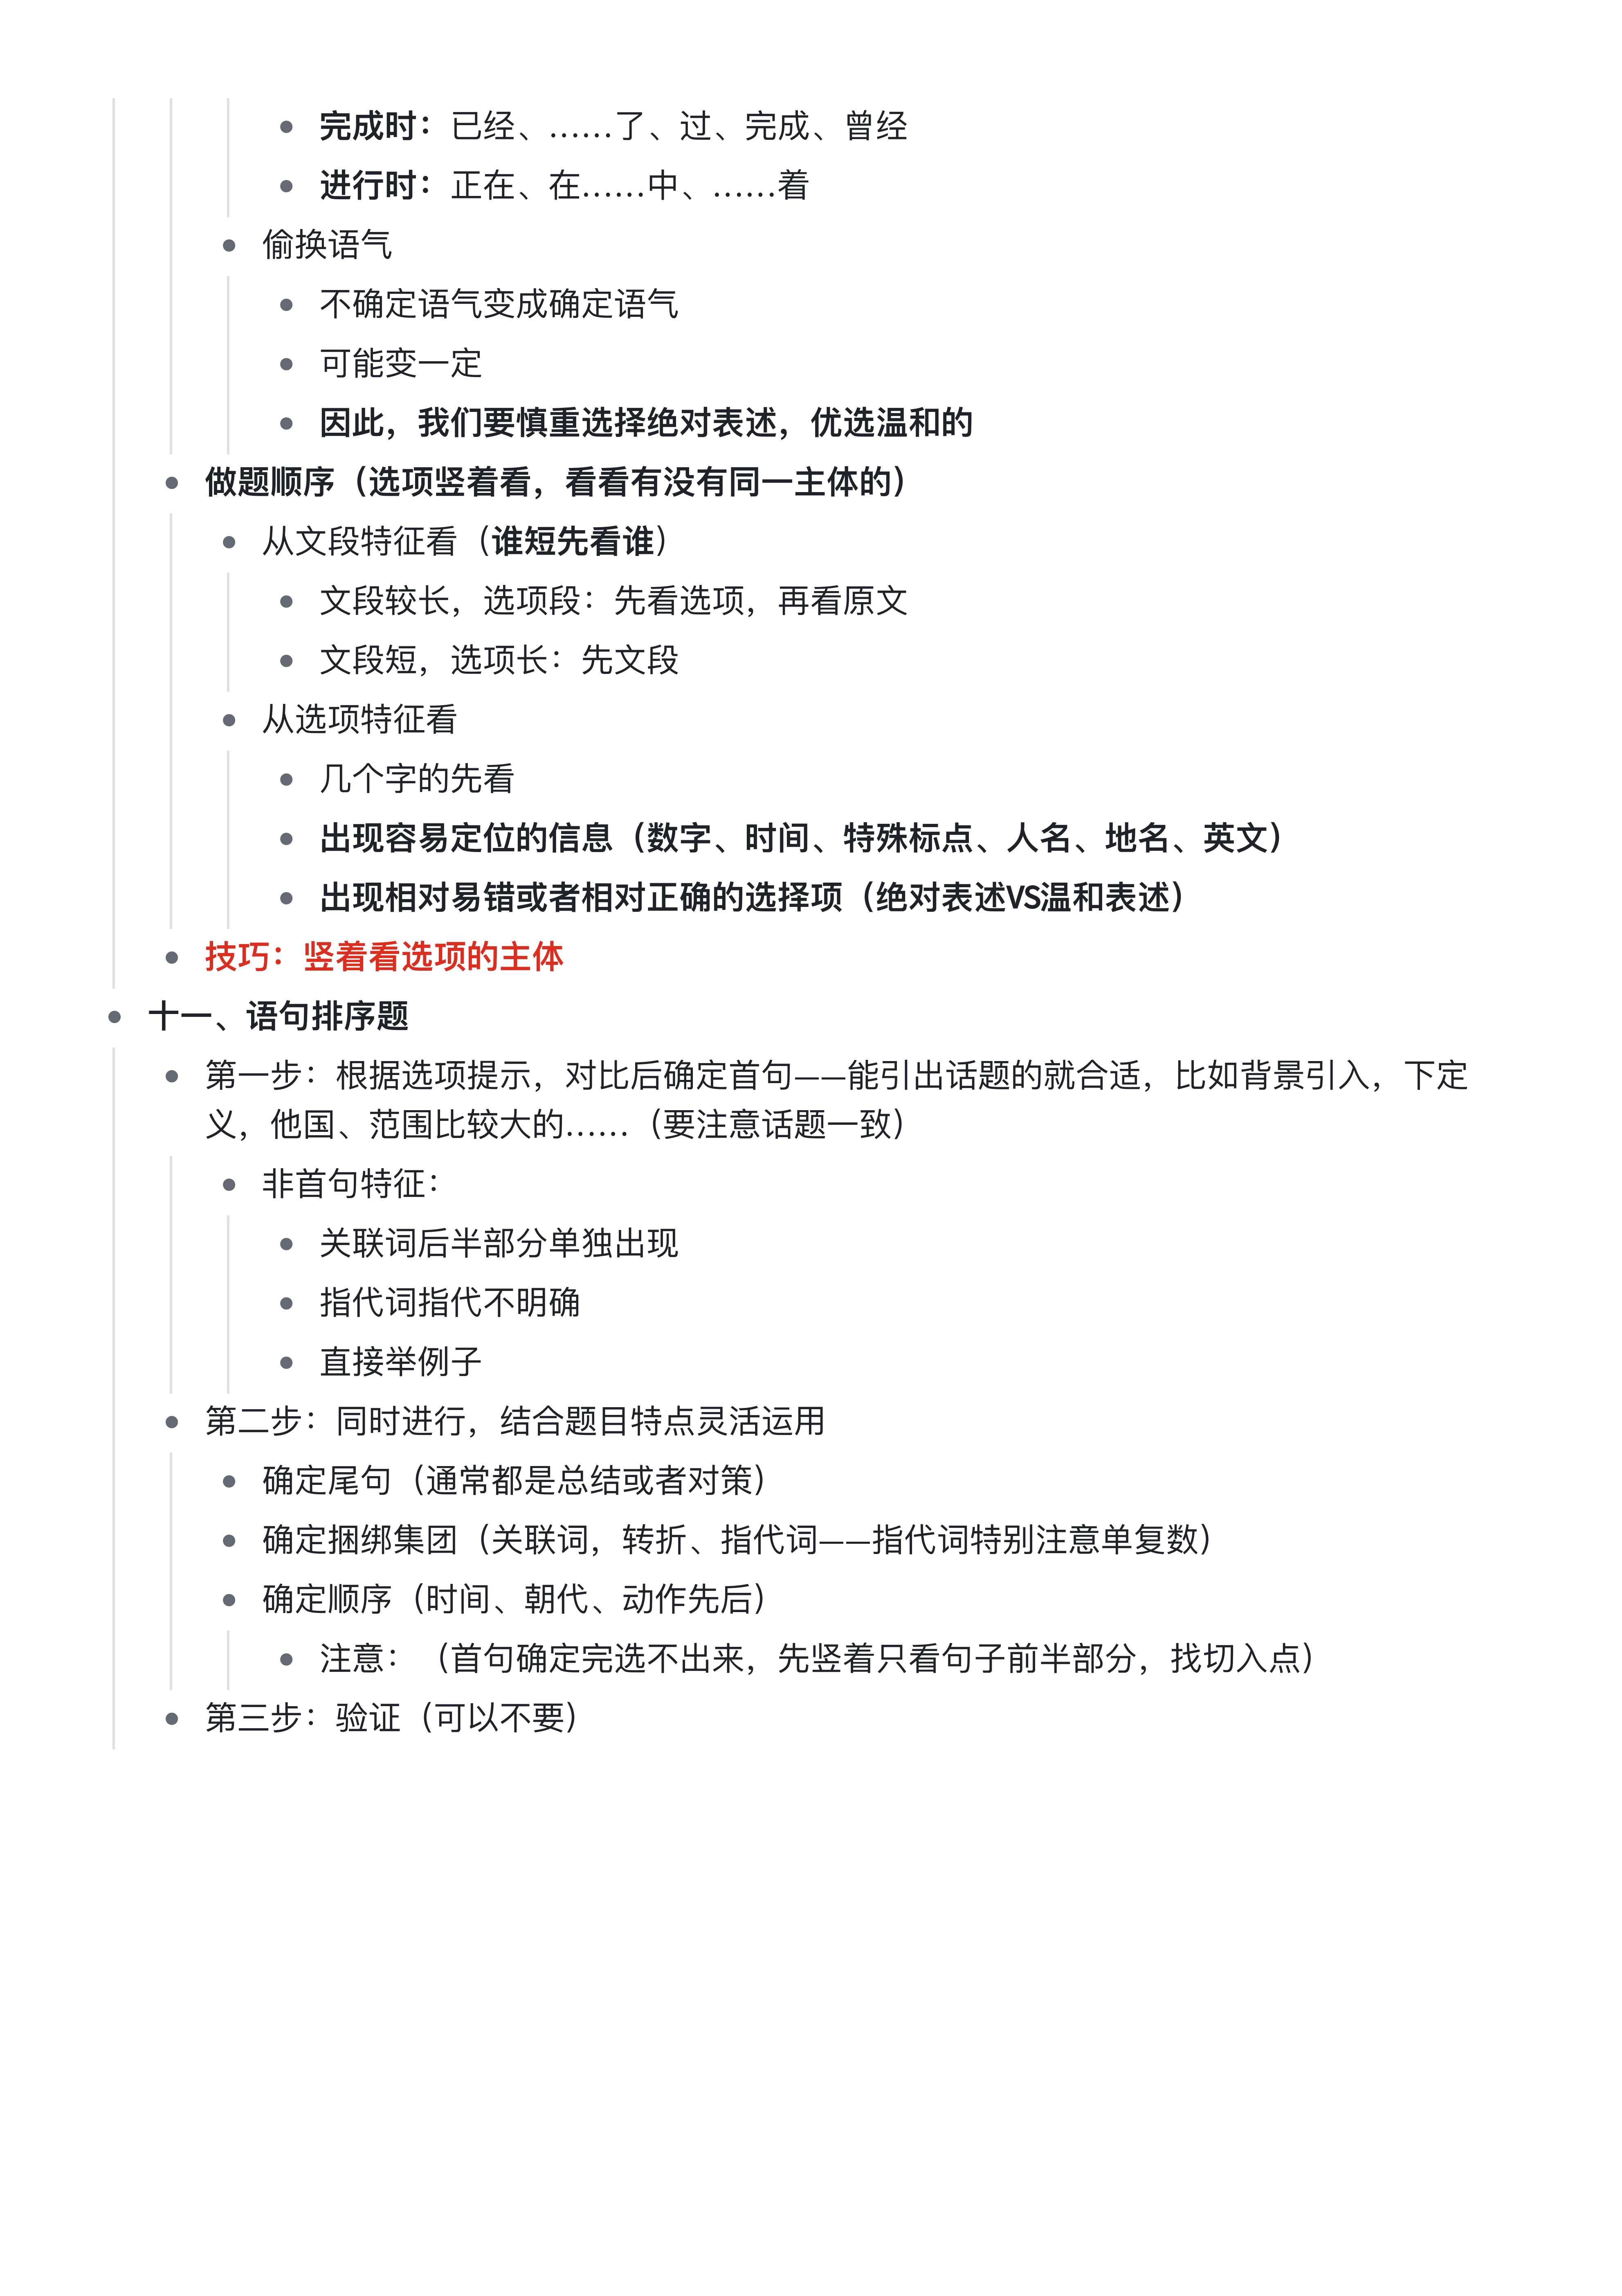 完成时：已经、……了、过、完成、曾经
进行时：正在、在……中、……着
偷换语气
不确定语气变成确定语气
可能变一定
因此，我们要慎重选择绝对表述，优选温和的
做题顺序（选项竖着看，看看有没有同一主体的）
从文段特征看（谁短先看谁）
文段较长，选项段：先看选项，再看原文
文段短，选项长：先文段
从选项特征看
几个字的先看
出现容易定位的信息（数字、时间、特殊标点、人名、地名、英文）
出现相对易错或者相对正确的选择项（绝对表述VS温和表述）
技巧：竖着看选项的主体
十一、语句排序题
第一步：根据选项提示，对比后确定首句——能引出话题的就合适，比如背景引入，下定
义，他国、范围比较大的……（要注意话题一致）
非首句特征：
关联词后半部分单独出现
指代词指代不明确
直接举例子
第二步：同时进行，结合题目特点灵活运用
确定尾句（通常都是总结或者对策）
确定捆绑集团（关联词，转折、指代词——指代词特别注意单复数）
确定顺序（时间、朝代、动作先后）
注意：（首句确定完选不出来，先竖着只看句子前半部分，找切入点）
第三步：验证（可以不要）